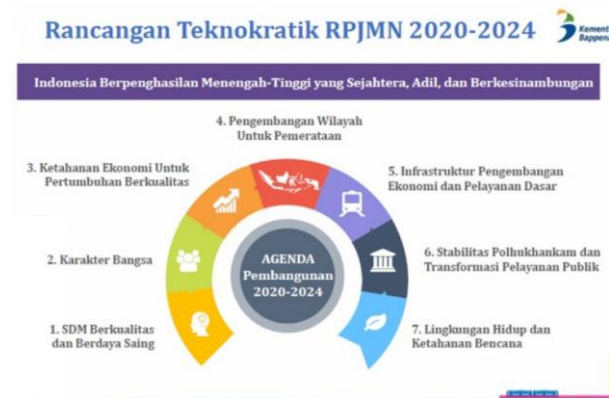 Rancangan Teknokratik RPJMN 2020-2024
Indonesia Berpenghasilan Menengah-Tinggi yang Sejahtera, Adil, dan Berkesinambungan
4. Pengembangan Wilayah
Untuk Pemerataan
3. Ketahanan Ekonomi Untuk
Pertumbuhan Berkualitas
5. Infrastruktur Pengembangan
Ekonomi dan Pelayanan Dasar
2. Karakter Bangsa
AGENDA
Pembangunan
2020-2024
6. Stabilitas Polhukhankam dan
Transformasi Pelayanan Publik
1. SDM Berkualitas
dan Berdaya Saing
7. Lingkungan Hidup dan
Ketahanan Bencana